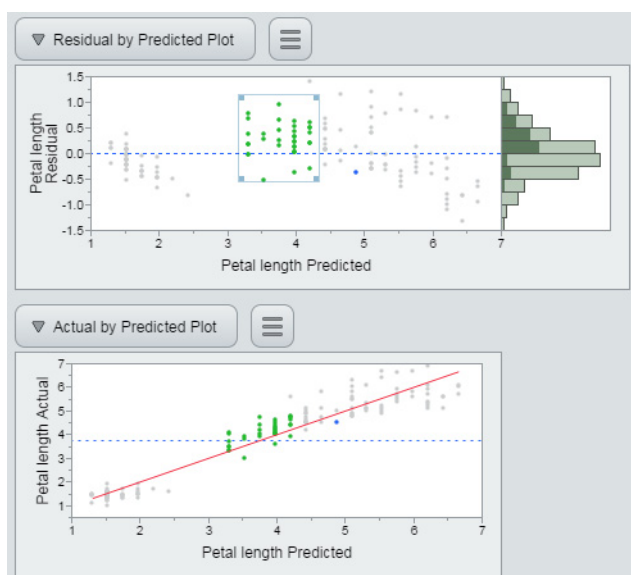 Residual by Predicted Plot
1.5
1.0
0.5
0.0
-0.5
-1.0
-1.5
Petal length
Residual
1 2 3 4 5 6 7
Petal length Predicted
Actual by Predicted Plot
7
6
5
4
3
2
1
Petal length Actual
1 2 3 4 5 6 7
Petal length Predicted